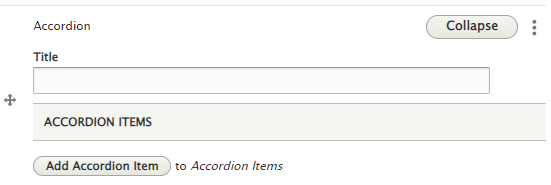 Accordion Collapse
Title
ACCORDION ITEMS
Add Accordion Item to Accordion Items